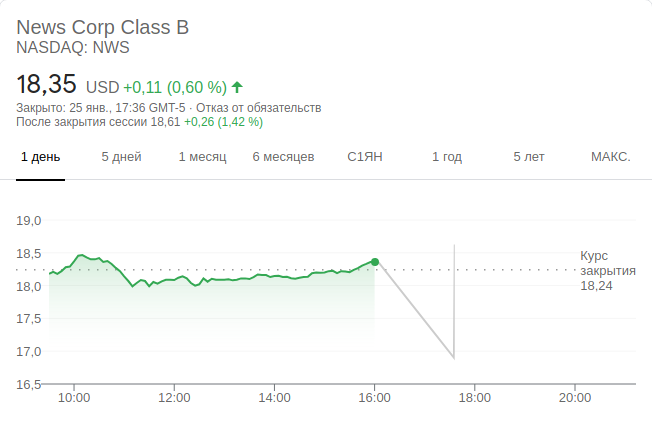 News Corp Class B
NASDAQ: NWS
18,35 USD +0,11 (0,60 %)
Закрыто: 25 янв., 17:36 GMT-5 · Отказ от обязательств
После закрытия сессии 18,61 +0,26 (1,42 %)
1 день 5 дней 1 месяц 6 месяцев С1ЯН 1 год 5 лет МАКС.
19,0
18,5
18,0
17,5
17,0
16,5
Курс
закрытия
18,24
10:00 12:00 14:00 16:00 18:00 20:00